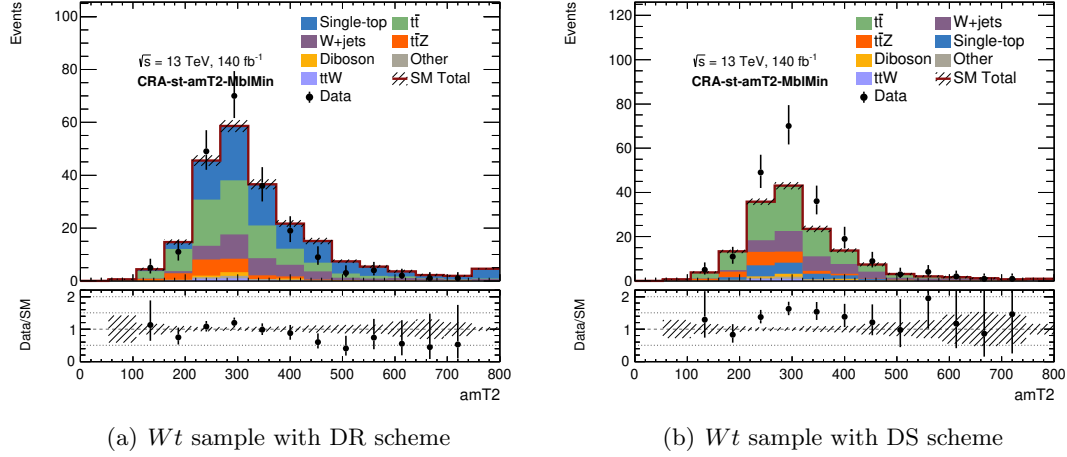 Events
100
80
60
40
20
0
Single-top
tt̄
W+jets
tt̄Z
Diboson
Other
ttW
SM Total
Data
√s = 13 TeV, 140 fb⁻¹
CRA-st-amT2-MblMin
Data/SM
2
1
0
0 100 200 300 400 500 600 700 800
amT2
(a) Wt sample with DR scheme
Events
120
100
80
60
40
20
0
tt̄
W+jets
tt̄Z
Single-top
Diboson
Other
ttW
SM Total
Data
√s = 13 TeV, 140 fb⁻¹
CRA-st-amT2-MblMin
Data/SM
2
1
0
0 100 200 300 400 500 600 700 800
amT2
(b) Wt sample with DS scheme